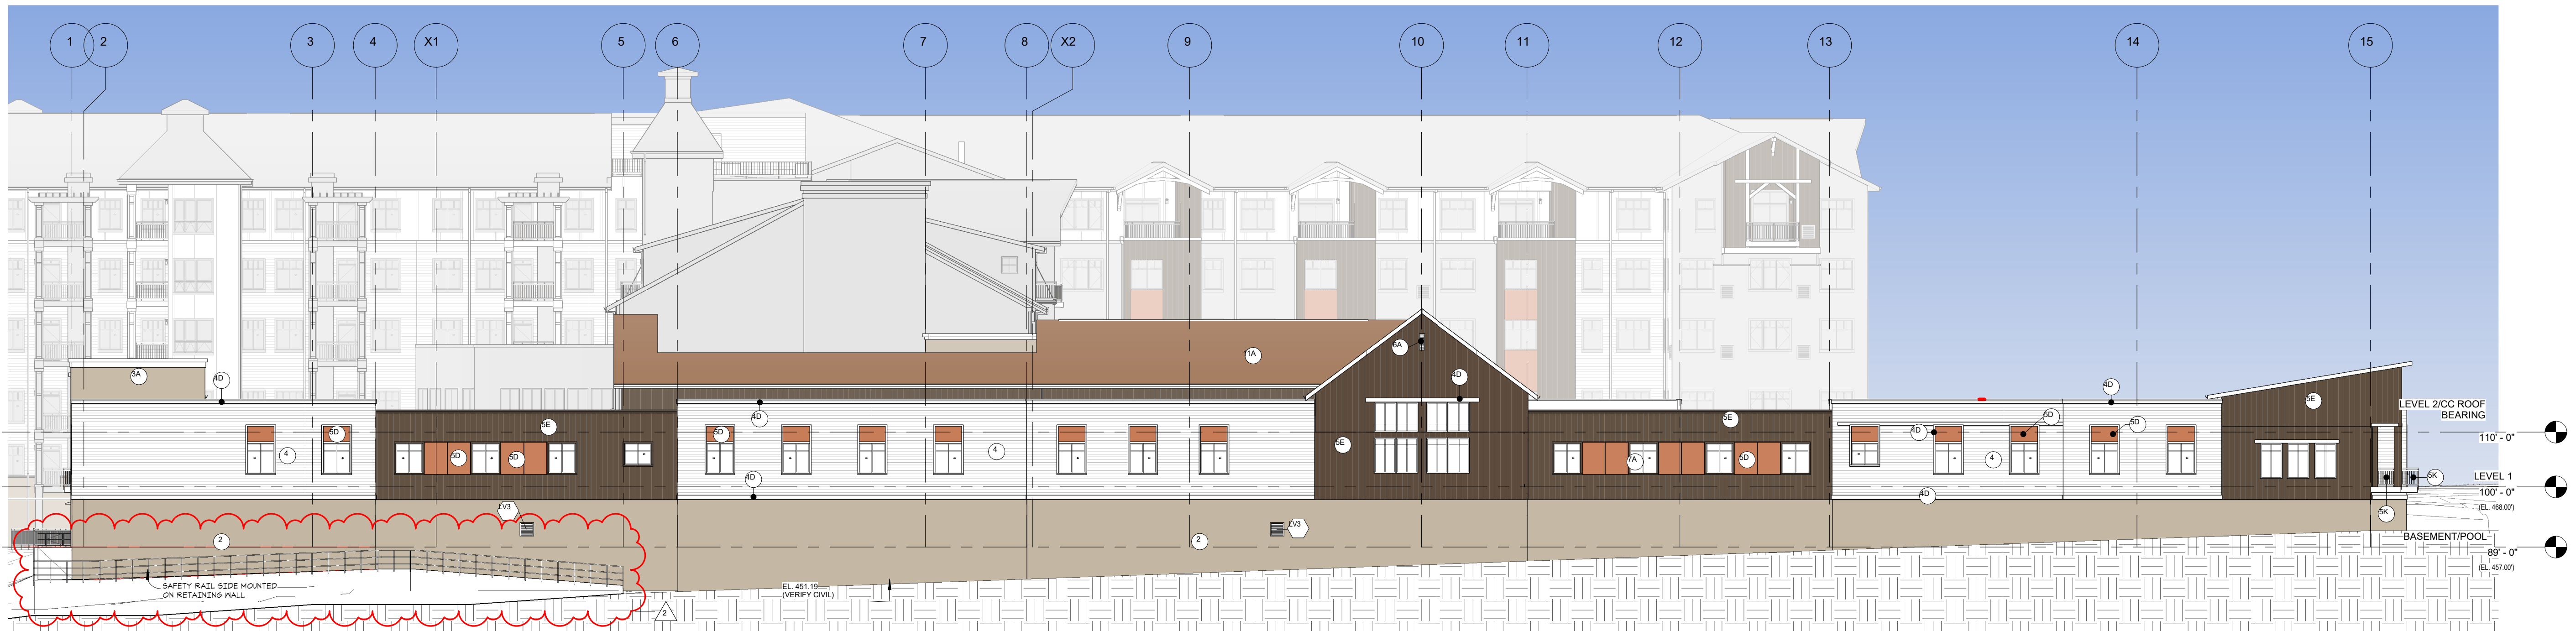 1 2 3 4 X1 5 6 7 8 X2 9 10 11 12 13 14 15
6A
11A
3A
4D
4D
4D
5E
5D
4D
5D
4
5D
5D
5D
4
5E
5E
7A
5D
4D
5D
5D
4
4D
5E
LEVEL 2/CC ROOF
BEARING
110' - 0"
LEVEL 1
100' - 0"
(EL. 468.00')
5K
5K
4D
LV3
LV3
2
2
BASEMENT/POOL
89' - 0"
(EL. 457.00')
SAFETY RAIL SIDE MOUNTED
ON RETAINING WALL
EL. 451.19
(VERIFY CIVIL)
2